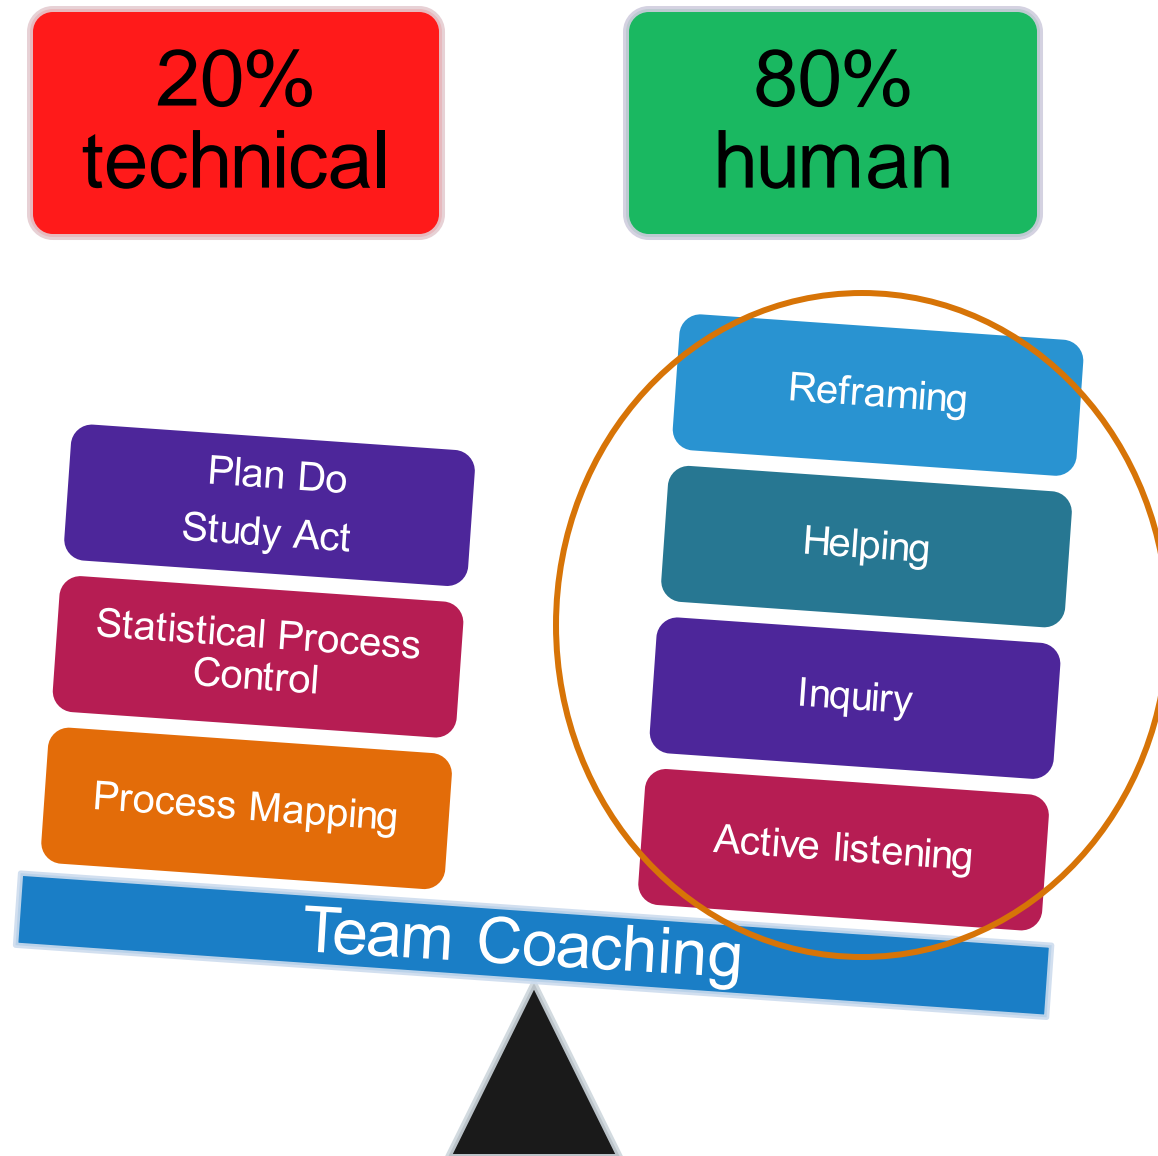 20%
technical
80%
human
Plan Do
Study Act
Statistical Process
Control
Process Mapping
Reframing
Helping
Inquiry
Active listening
Team Coaching